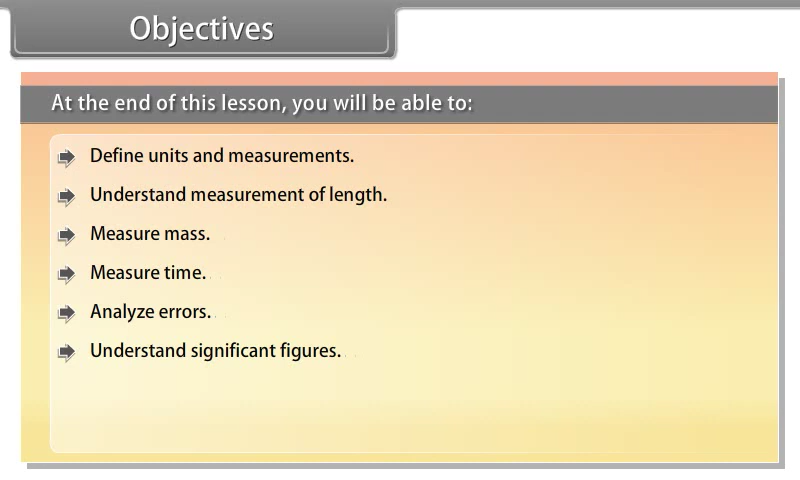 Objectives
At the end of this lesson, you will be able to:
Define units and measurements.
Understand measurement of length.
Measure mass.
Measure time.
Analyze errors.
Understand significant figures.